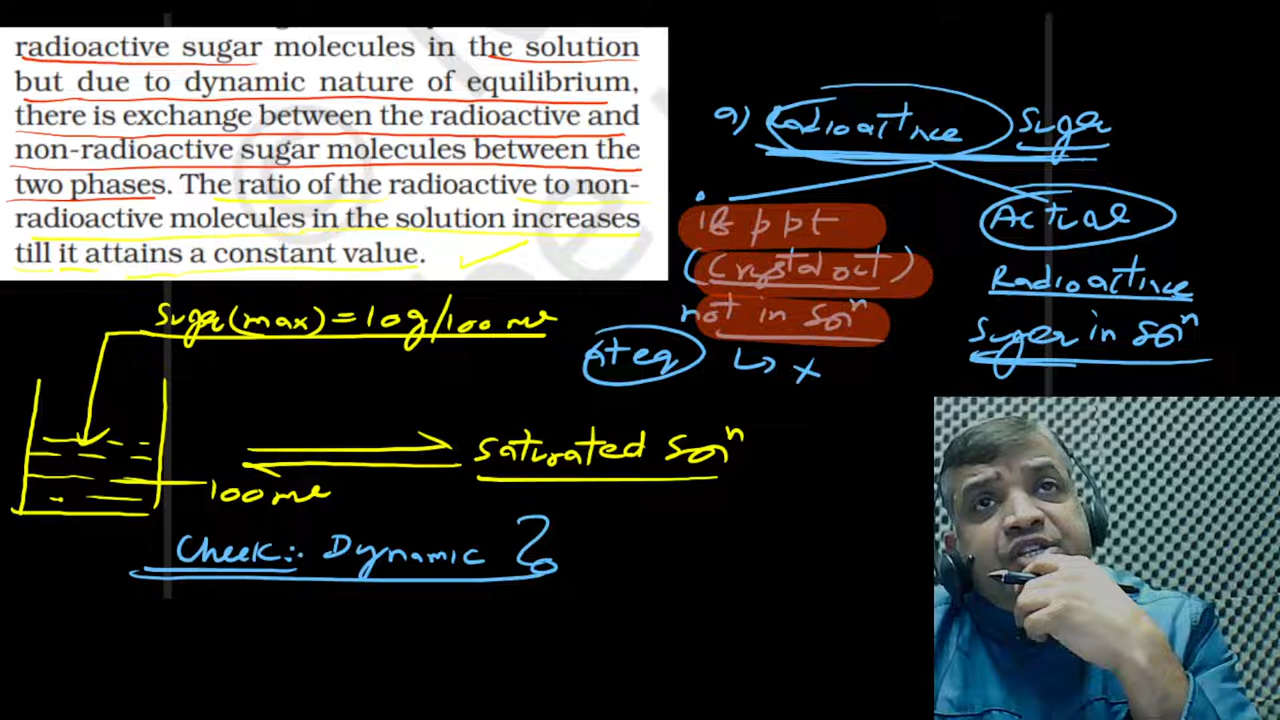 radioactive sugar molecules in the solution
but due to dynamic nature of equilibrium,
there is exchange between the radioactive and
non-radioactive sugar molecules between the
two phases. The ratio of the radioactive to non-
radioactive molecules in the solution increases
till it attains a constant value.
a) Radioactive Sugar
if ppt
(Crystal out)
not in solⁿ
At eq
↳ x
Actual
Radioactive
Sugar in solⁿ
Sugar(max) = 10g/100 ml
100 ml
saturated solⁿ
Check:. Dynamic ?